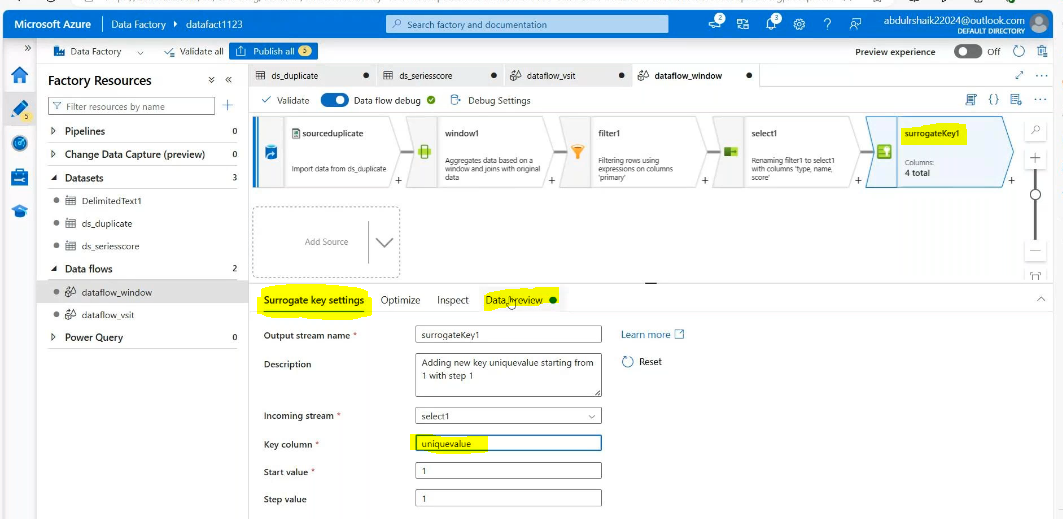 Microsoft Azure
Data Factory
datafact1123
Search factory and documentation
2
3
abdulrshaik22024@outlook.com
DEFAULT DIRECTORY
Data Factory
Validate all
Publish all
5
Preview experience
Off
5
Factory Resources
Filter resources by name
Pipelines
0
Change Data Capture (preview)
0
Datasets
3
DelimitedText1
ds_duplicate
ds_seriesscore
Data flows
2
dataflow_window
dataflow_vsit
Power Query
0
ds_duplicate
ds_seriesscore
dataflow_vsit
dataflow_window
Validate
Data flow debug
Debug Settings
sourceduplicate
Import data from ds_duplicate
window1
Aggregates data based on a
window and joins with original
data
filter1
Filtering rows using
expressions on columns
'primary'
select1
Renaming filter1 to select1
with columns 'type, name,
score'
surrogateKey1
Columns:
4 total
Add Source
Surrogate key settings
Optimize
Inspect
Data preview
Output stream name *
surrogateKey1
Learn more
Description
Adding new key uniquevalue starting from
1 with step 1
Reset
Incoming stream *
select1
Key column *
uniquevalue
Start value *
1
Step value
1